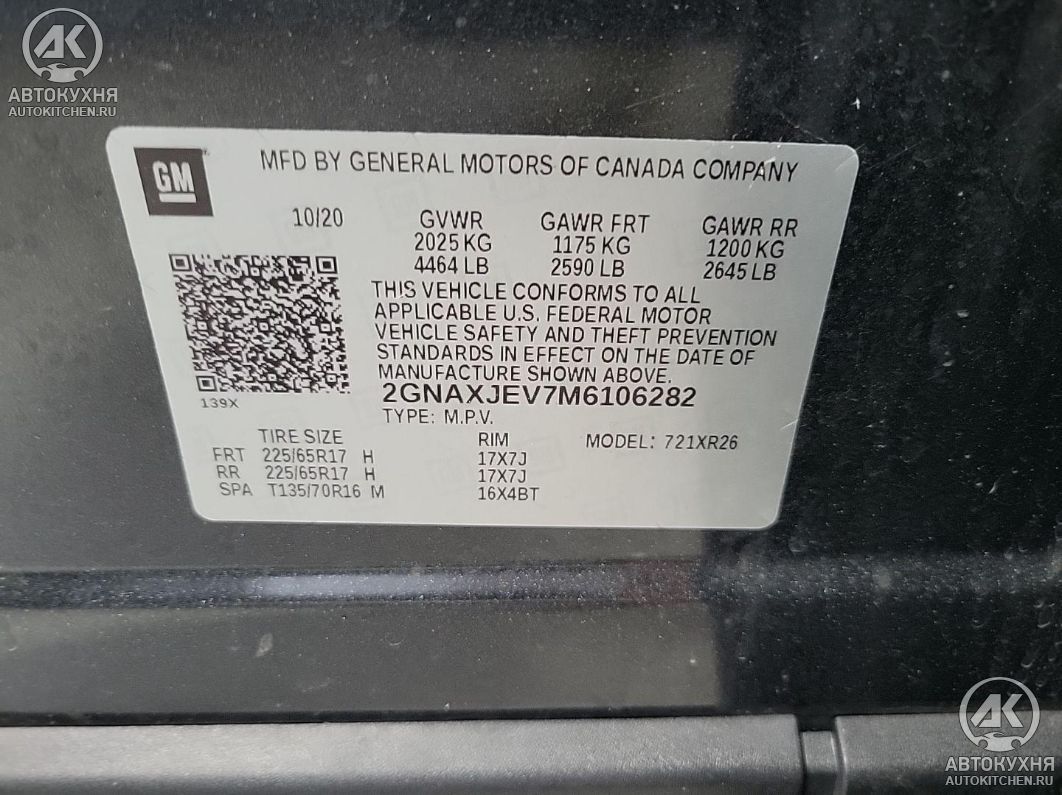 AK
АВТОКУХНЯ
AUTOKITCHEN.RU
GM
MFD BY GENERAL MOTORS OF CANADA COMPANY
10/20 GVWR GAWR FRT GAWR RR
2025 KG 1175 KG 1200 KG
4464 LB 2590 LB 2645 LB
THIS VEHICLE CONFORMS TO ALL
APPLICABLE U.S. FEDERAL MOTOR
VEHICLE SAFETY AND THEFT PREVENTION
STANDARDS IN EFFECT ON THE DATE OF
MANUFACTURE SHOWN ABOVE.
2GNAXJEV7M6106282
139X
TYPE: M.P.V.
TIRE SIZE RIM MODEL: 721XR26
FRT 225/65R17 H 17X7J
RR 225/65R17 H 17X7J
SPA T135/70R16 M 16X4BT
AK
АВТОКУХНЯ
AUTOKITCHEN.RU